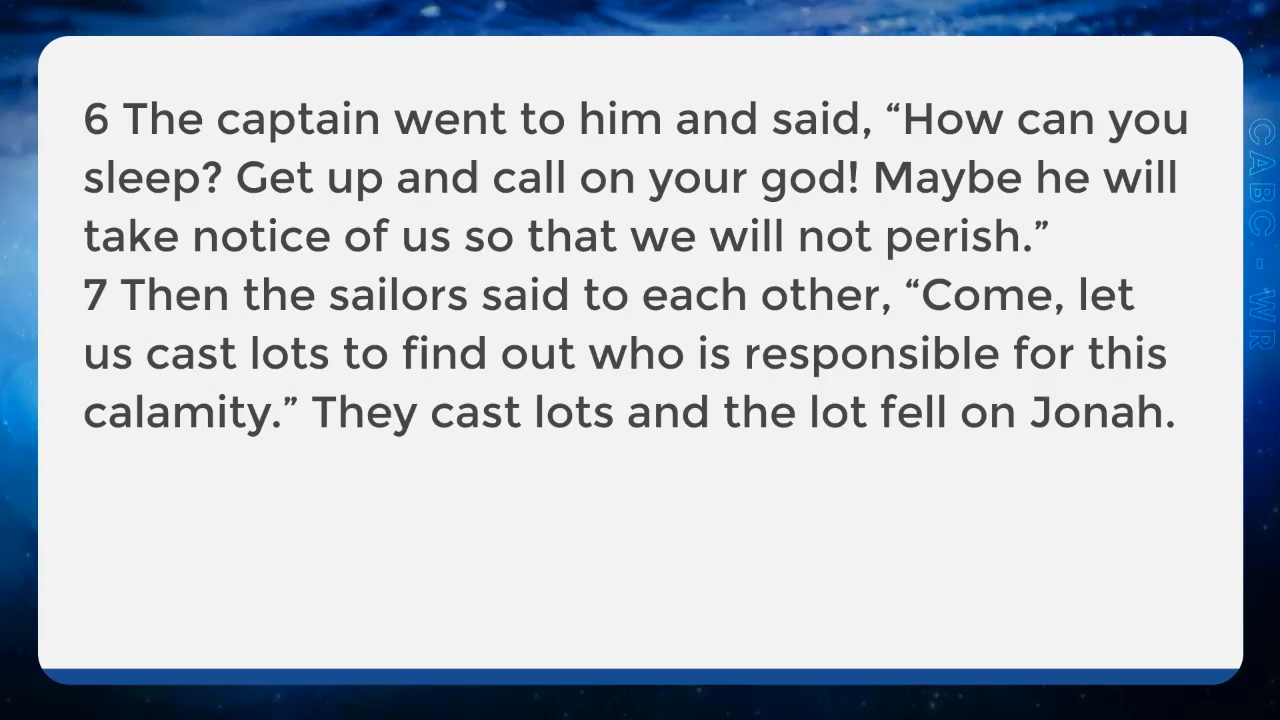 6 The captain went to him and said, “How can you
sleep? Get up and call on your god! Maybe he will
take notice of us so that we will not perish.”
7 Then the sailors said to each other, “Come, let
us cast lots to find out who is responsible for this
calamity.” They cast lots and the lot fell on Jonah.
CABC - WR